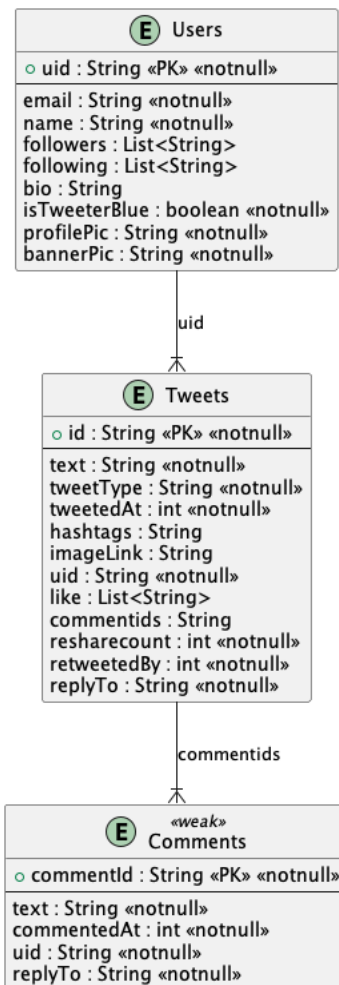 E Users
uid : String «PK» «notnull»
email : String «notnull»
name : String «notnull»
followers : List<String>
following : List<String>
bio : String
isTweeterBlue : boolean «notnull»
profilePic : String «notnull»
bannerPic : String «notnull»
uid
E Tweets
id : String «PK» «notnull»
text : String «notnull»
tweetType : String «notnull»
tweetedAt : int «notnull»
hashtags : String
imageLink : String
uid : String «notnull»
like : List<String>
commentids : String
resharecount : int «notnull»
retweetedBy : int «notnull»
replyTo : String «notnull»
commentids
«weak»
E Comments
commentId : String «PK» «notnull»
text : String «notnull»
commentedAt : int «notnull»
uid : String «notnull»
replyTo : String «notnull»